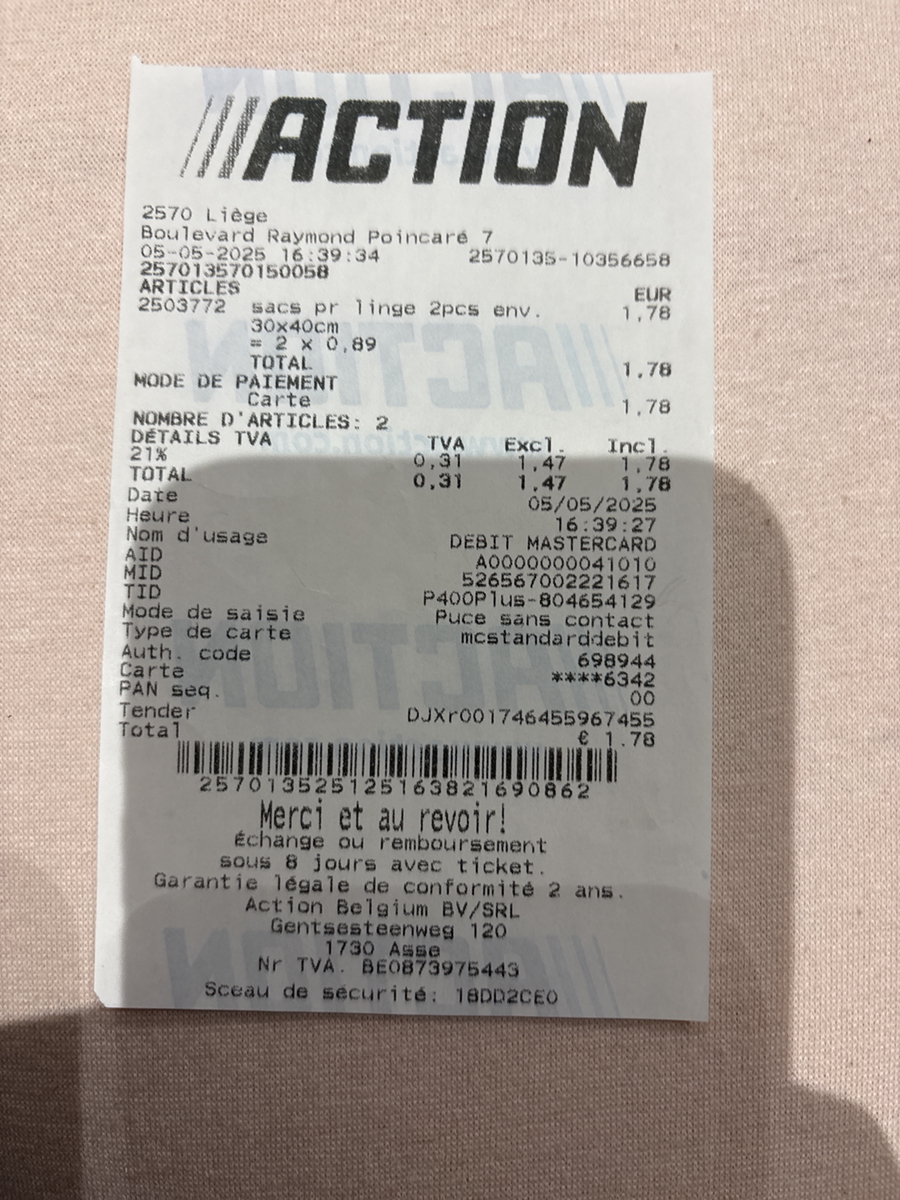 ACTION
2570 Liège
Boulevard Raymond Poincaré 7
05-05-2025 16:39:34 2570135-10356658
257013570150058
ARTICLES EUR
2503772 sacs pr linge 2pcs env. 1,78
30x40cm
= 2 x 0,89
TOTAL 1,78
MODE DE PAIEMENT
Carte 1,78
NOMBRE D'ARTICLES: 2
DÉTAILS TVA TVA Excl. Incl.
21% 0,31 1,47 1,78
TOTAL 0,31 1,47 1,78
Date 05/05/2025
Heure 16:39:27
Nom d'usage DEBIT MASTERCARD
AID A0000000041010
MID 526567002221617
TID P400Plus-804654129
Mode de saisie Puce sans contact
Type de carte mcstandarddebit
Auth. code 698944
Carte ****6342
PAN seq. 00
Tender DJXr001746455967455
Total € 1.78
257013525125163821690862
Merci et au revoir!
Échange ou remboursement
sous 8 jours avec ticket.
Garantie légale de conformité 2 ans.
Action Belgium BV/SRL
Gentsesteenweg 120
1730 Asse
Nr TVA. BE0873975443
Sceau de sécurité: 18DD2CE0